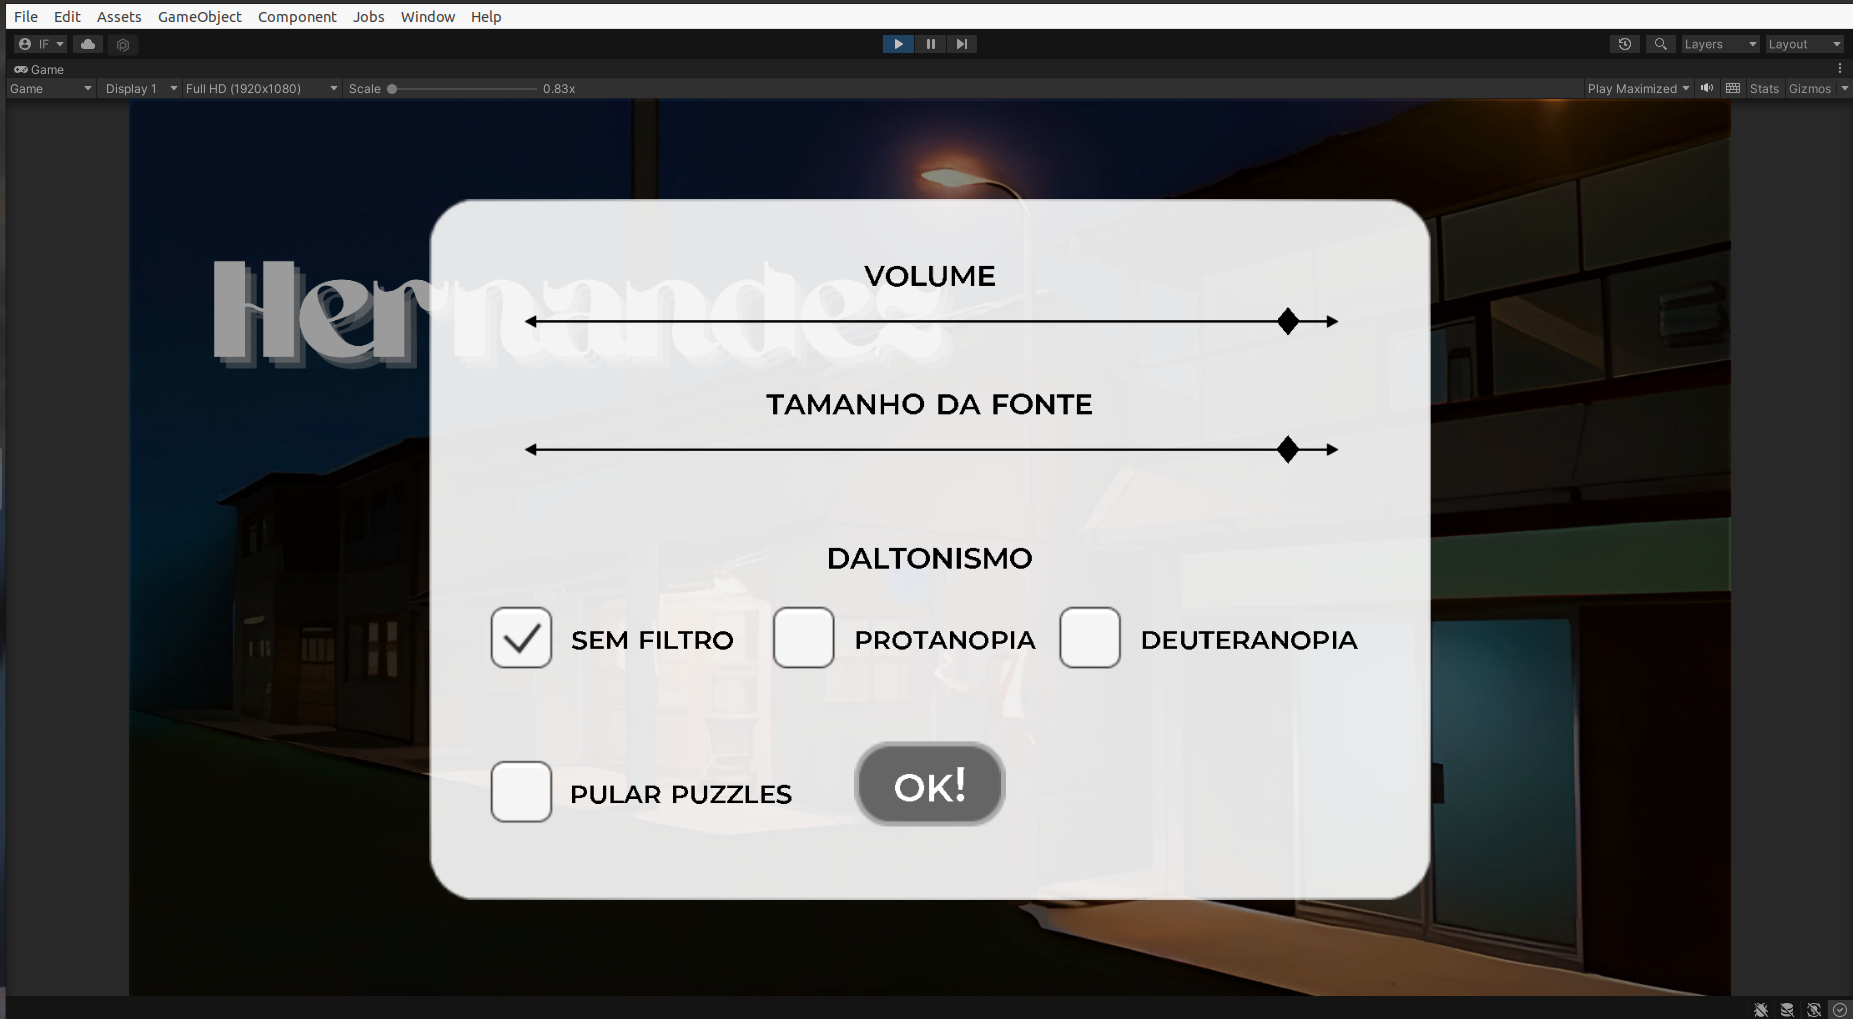 File Edit Assets GameObject Component Jobs Window Help
IF Layers Layout
Game
Game Display 1 Full HD (1920x1080) Scale 0.83x Play Maximized Stats Gizmos
Hernandez
VOLUME
TAMANHO DA FONTE
DALTONISMO
SEM FILTRO PROTANOPIA DEUTERANOPIA
PULAR PUZZLES OK!